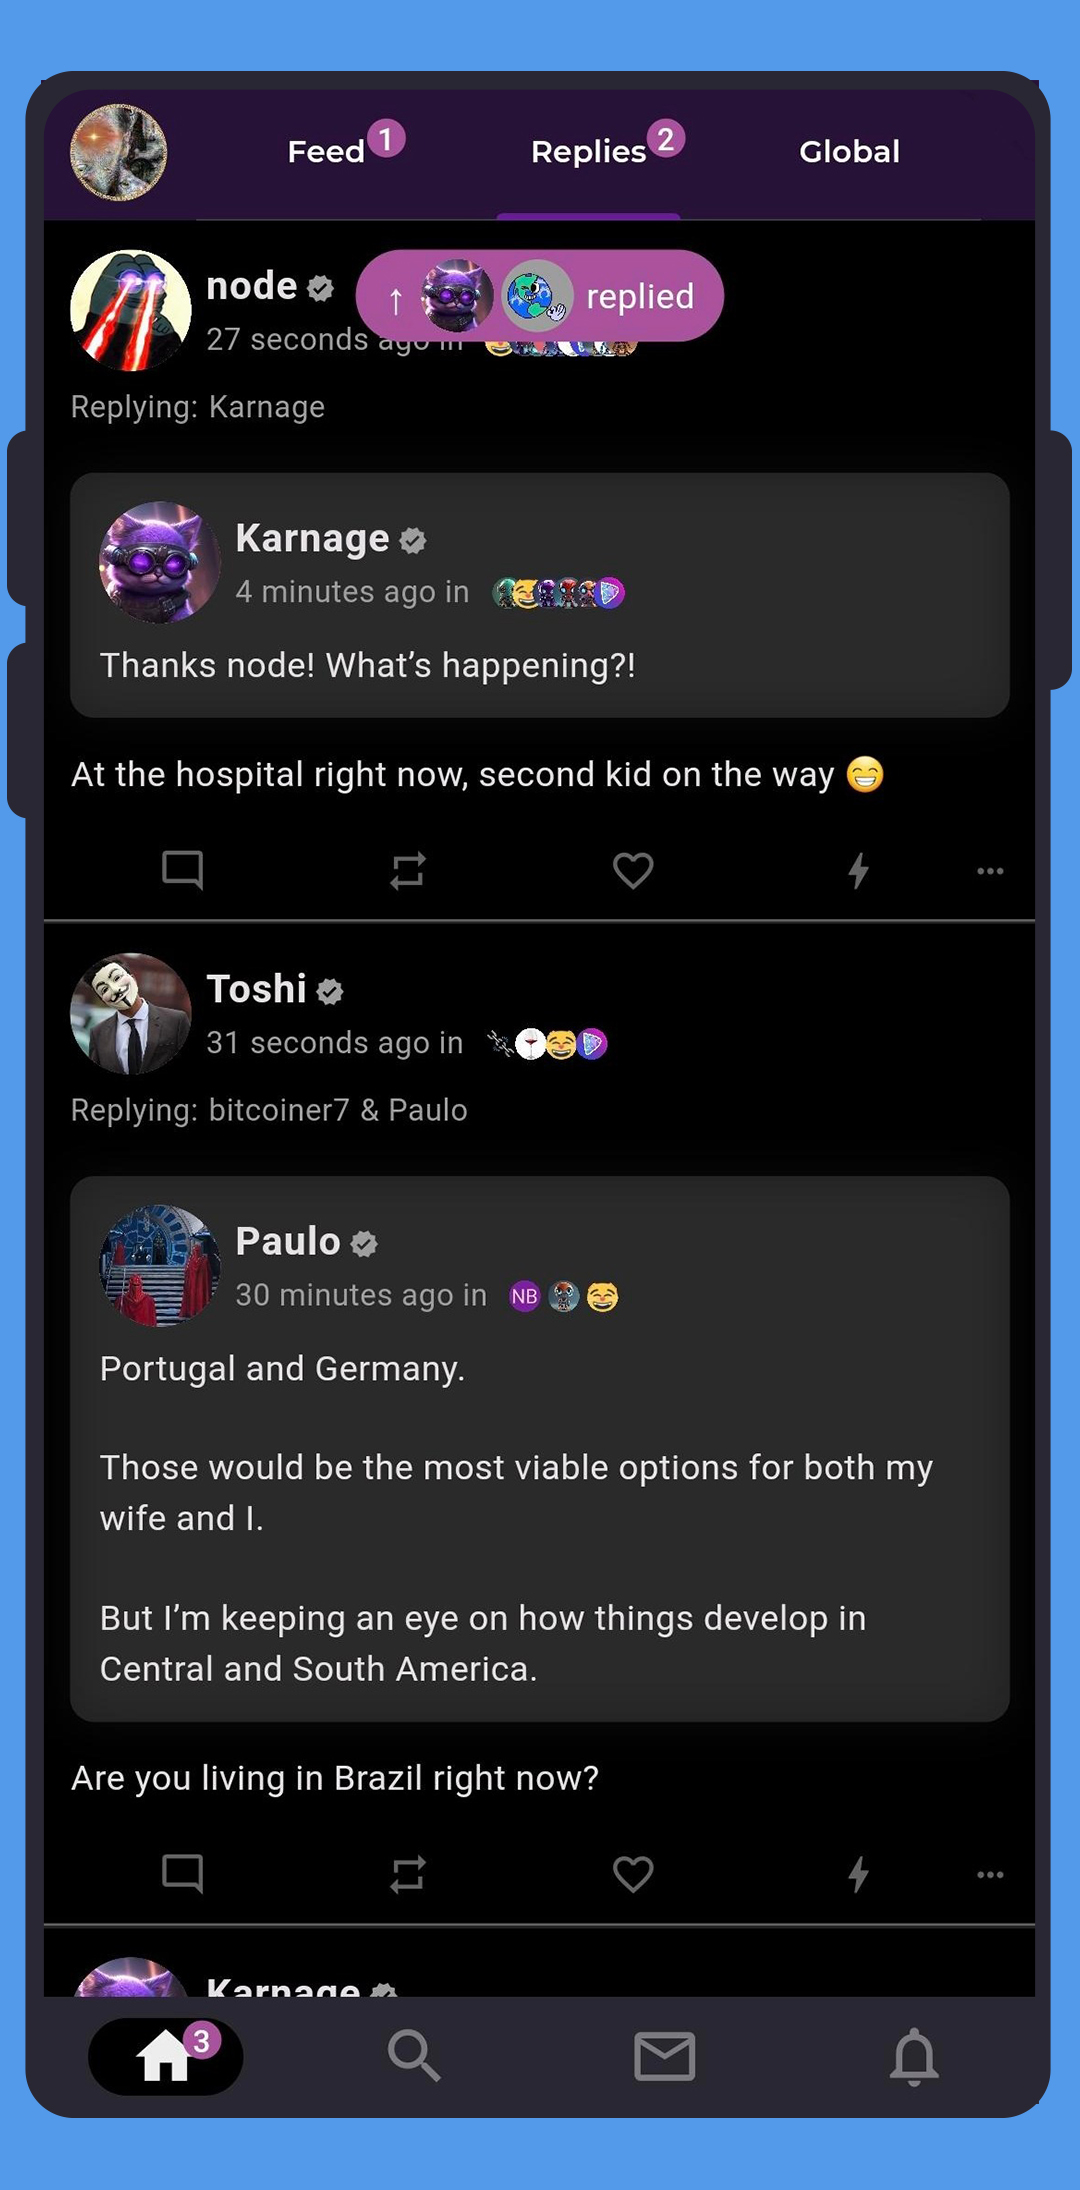 Feed 1 Replies 2 Global
node
↑ replied
27 seconds ago in
Replying: Karnage
Karnage
4 minutes ago in
Thanks node! What’s happening?!
At the hospital right now, second kid on the way 😁
Toshi
31 seconds ago in
Replying: bitcoiner7 & Paulo
Paulo
30 minutes ago in NB
Portugal and Germany.
Those would be the most viable options for both my
wife and I.
But I’m keeping an eye on how things develop in
Central and South America.
Are you living in Brazil right now?
Karnage
3